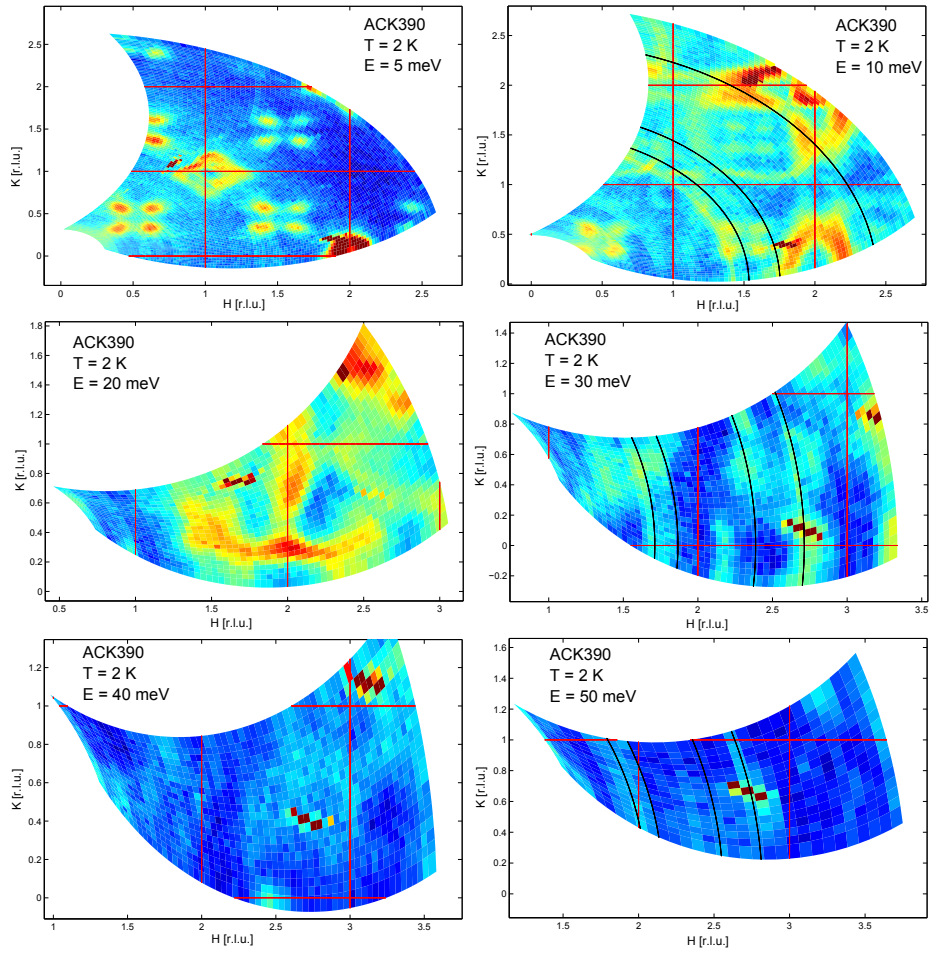 ACK390
T = 2 K
E = 5 meV
K [r.l.u.]
2.5
2
1.5
1
0.5
0
0
0.5
1
1.5
2
2.5
H [r.l.u.]
ACK390
T = 2 K
E = 10 meV
K [r.l.u.]
2.5
2
1.5
1
0.5
0
0
0.5
1
1.5
2
2.5
H [r.l.u.]
ACK390
T = 2 K
E = 20 meV
K [r.l.u.]
1.8
1.6
1.4
1.2
1
0.8
0.6
0.4
0.2
0
0.5
1
1.5
2
2.5
3
H [r.l.u.]
ACK390
T = 2 K
E = 30 meV
K [r.l.u.]
1.4
1.2
1
0.8
0.6
0.4
0.2
0
−0.2
1
1.5
2
2.5
3
3.5
H [r.l.u.]
ACK390
T = 2 K
E = 40 meV
K [r.l.u.]
1.2
1
0.8
0.6
0.4
0.2
0
1
1.5
2
2.5
3
3.5
H [r.l.u.]
ACK390
T = 2 K
E = 50 meV
K [r.l.u.]
1.6
1.4
1.2
1
0.8
0.6
0.4
0.2
0
1.5
2
2.5
3
3.5
H [r.l.u.]